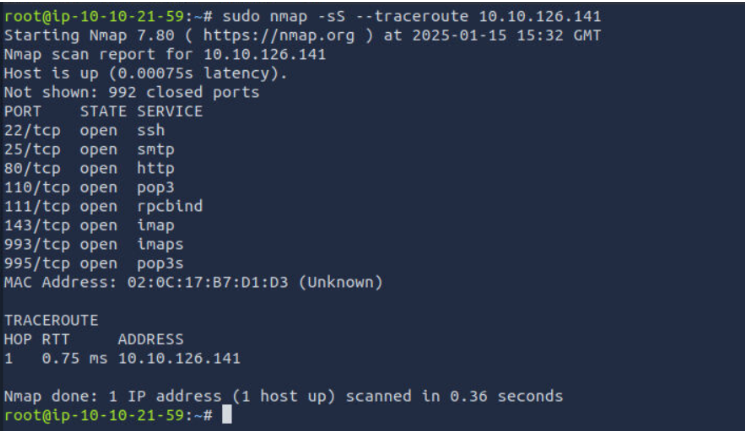 root@ip-10-10-21-59:~# sudo nmap -sS --traceroute 10.10.126.141
Starting Nmap 7.80 ( https://nmap.org ) at 2025-01-15 15:32 GMT
Nmap scan report for 10.10.126.141
Host is up (0.00075s latency).
Not shown: 992 closed ports
PORT    STATE SERVICE
22/tcp  open  ssh
25/tcp  open  smtp
80/tcp  open  http
110/tcp open  pop3
111/tcp open  rpcbind
143/tcp open  imap
993/tcp open  imaps
995/tcp open  pop3s
MAC Address: 02:0C:17:B7:D1:D3 (Unknown)
TRACEROUTE
HOP RTT     ADDRESS
1   0.75 ms 10.10.126.141
Nmap done: 1 IP address (1 host up) scanned in 0.36 seconds
root@ip-10-10-21-59:~#